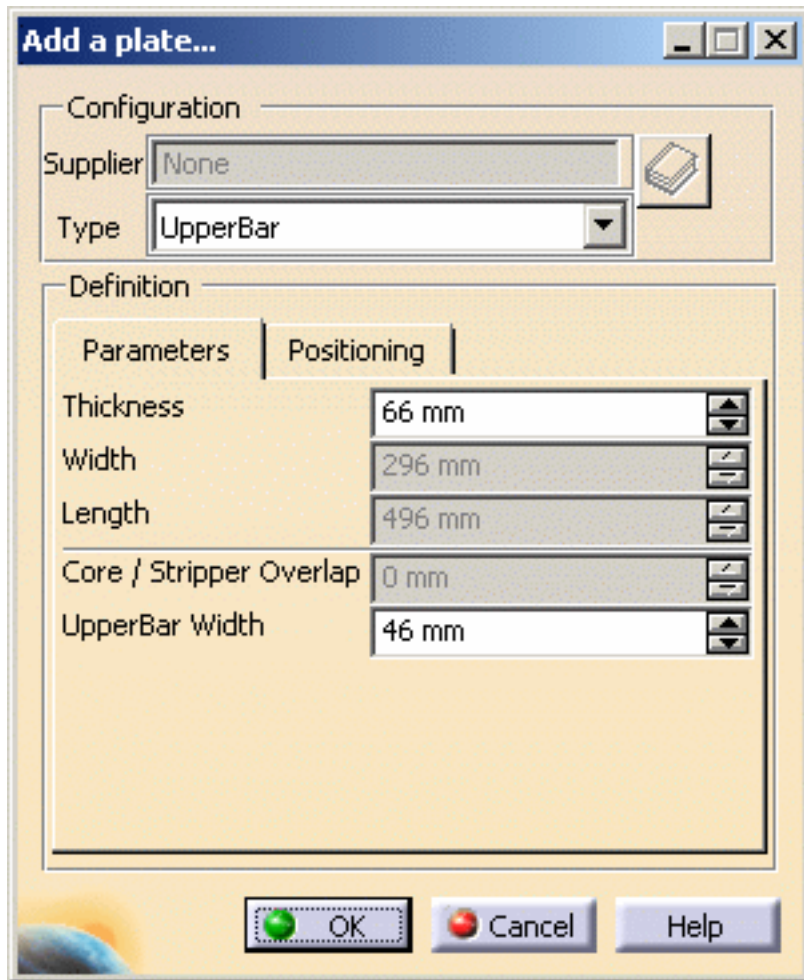 Add a plate...
Configuration
Supplier None
Type UpperBar
Definition
Parameters Positioning
Thickness 66 mm
Width 296 mm
Length 496 mm
Core / Stripper Overlap 0 mm
UpperBar Width 46 mm
OK Cancel Help